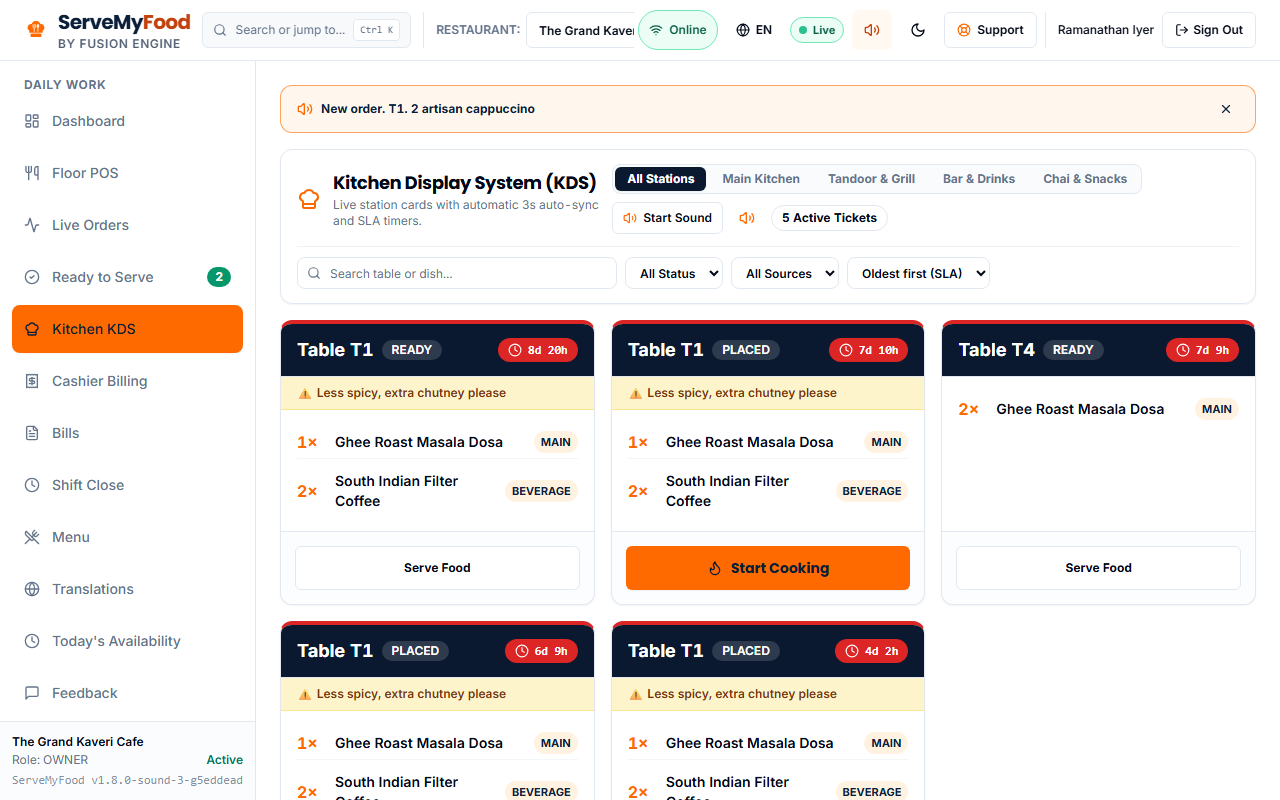 ServeMyFood
BY FUSION ENGINE
Search or jump to... Ctrl K
RESTAURANT: The Grand Kaveri
Online
EN
Live
Support
Ramanathan Iyer
Sign Out
DAILY WORK
Dashboard
Floor POS
Live Orders
Ready to Serve 2
Kitchen KDS
Cashier Billing
Bills
Shift Close
Menu
Translations
Today's Availability
Feedback
The Grand Kaveri Cafe
Role: OWNER Active
ServeMyFood v1.8.0-sound-3-g5eddead
New order. T1. 2 artisan cappuccino
Kitchen Display System (KDS)
Live station cards with automatic 3s auto-sync
and SLA timers.
All Stations Main Kitchen Tandoor & Grill Bar & Drinks Chai & Snacks
Start Sound 5 Active Tickets
Search table or dish... All Status All Sources Oldest first (SLA)
Table T1 READY 8d 20h
Less spicy, extra chutney please
1× Ghee Roast Masala Dosa MAIN
2× South Indian Filter
Coffee BEVERAGE
Serve Food
Table T1 PLACED 7d 10h
Less spicy, extra chutney please
1× Ghee Roast Masala Dosa MAIN
2× South Indian Filter
Coffee BEVERAGE
Start Cooking
Table T4 READY 7d 9h
2× Ghee Roast Masala Dosa MAIN
Serve Food
Table T1 PLACED 6d 9h
Less spicy, extra chutney please
1× Ghee Roast Masala Dosa MAIN
2× South Indian Filter
Coffee BEVERAGE
Table T1 PLACED 4d 2h
Less spicy, extra chutney please
1× Ghee Roast Masala Dosa MAIN
2× South Indian Filter
Coffee BEVERAGE